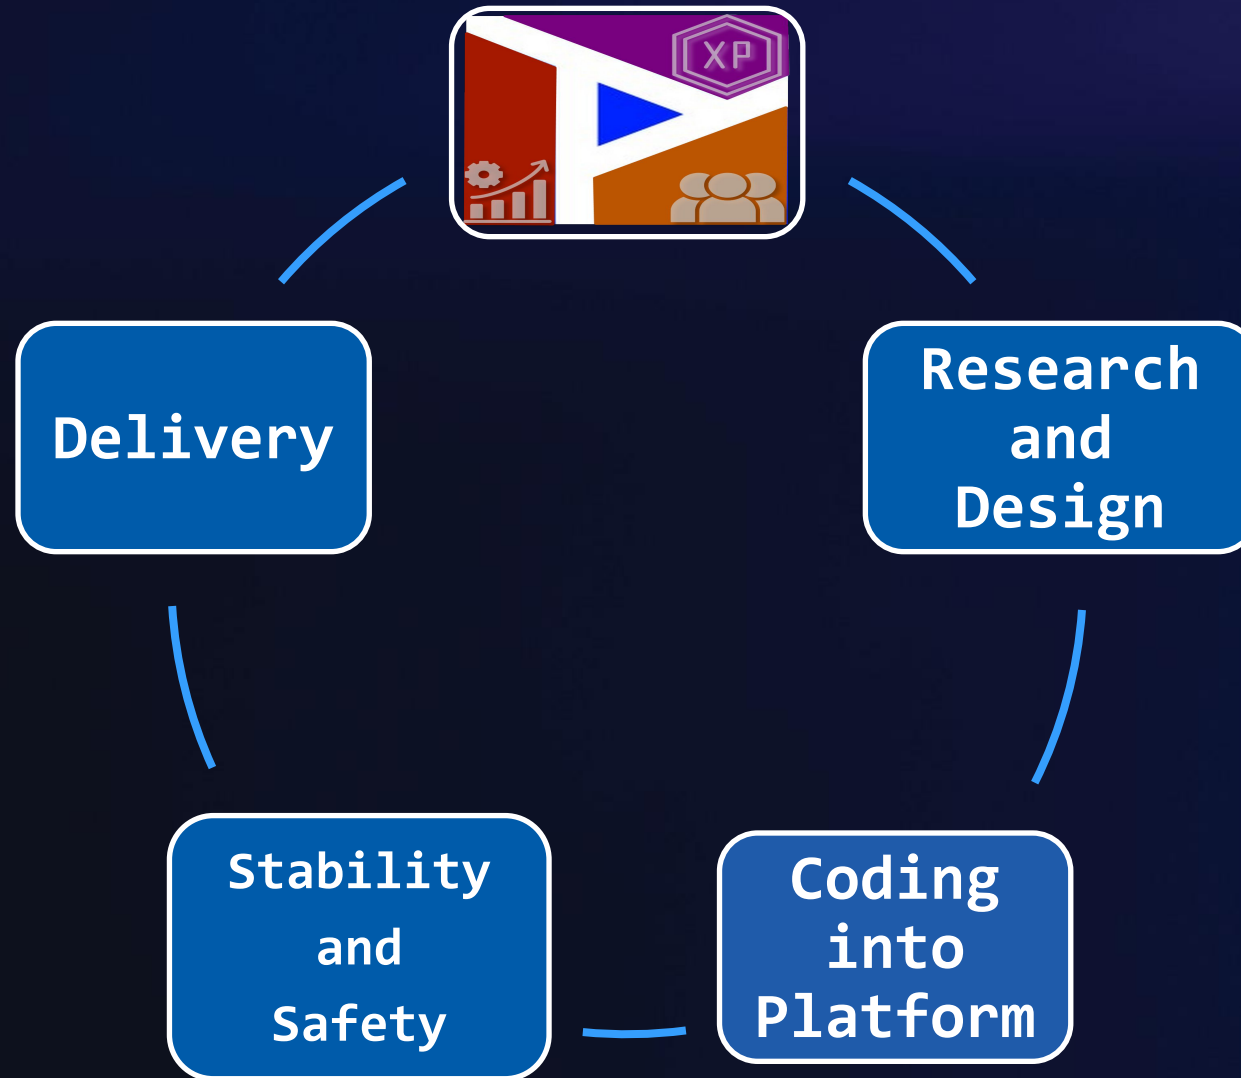 XP
Delivery
Research
and
Design
Stability
and
Safety
Coding
into
Platform